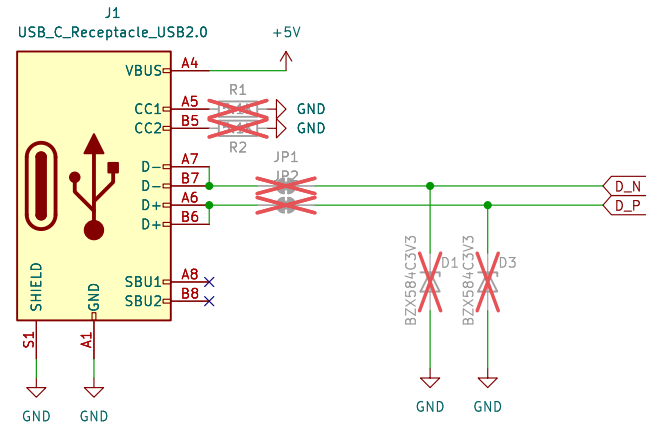 J1
USB_C_Receptacle_USB2.0
+5V
VBUS A4
R1
CC1 A5 GND
CC2 B5 GND
R2
JP1
JP2
D- A7
D- B7 D_N
D+ A6 D_P
D+ B6
BZX584C3V3 D1
BZX584C3V3 D3
SBU1 A8
SBU2 B8
SHIELD
GND
S1
A1
GND
GND
GND
GND